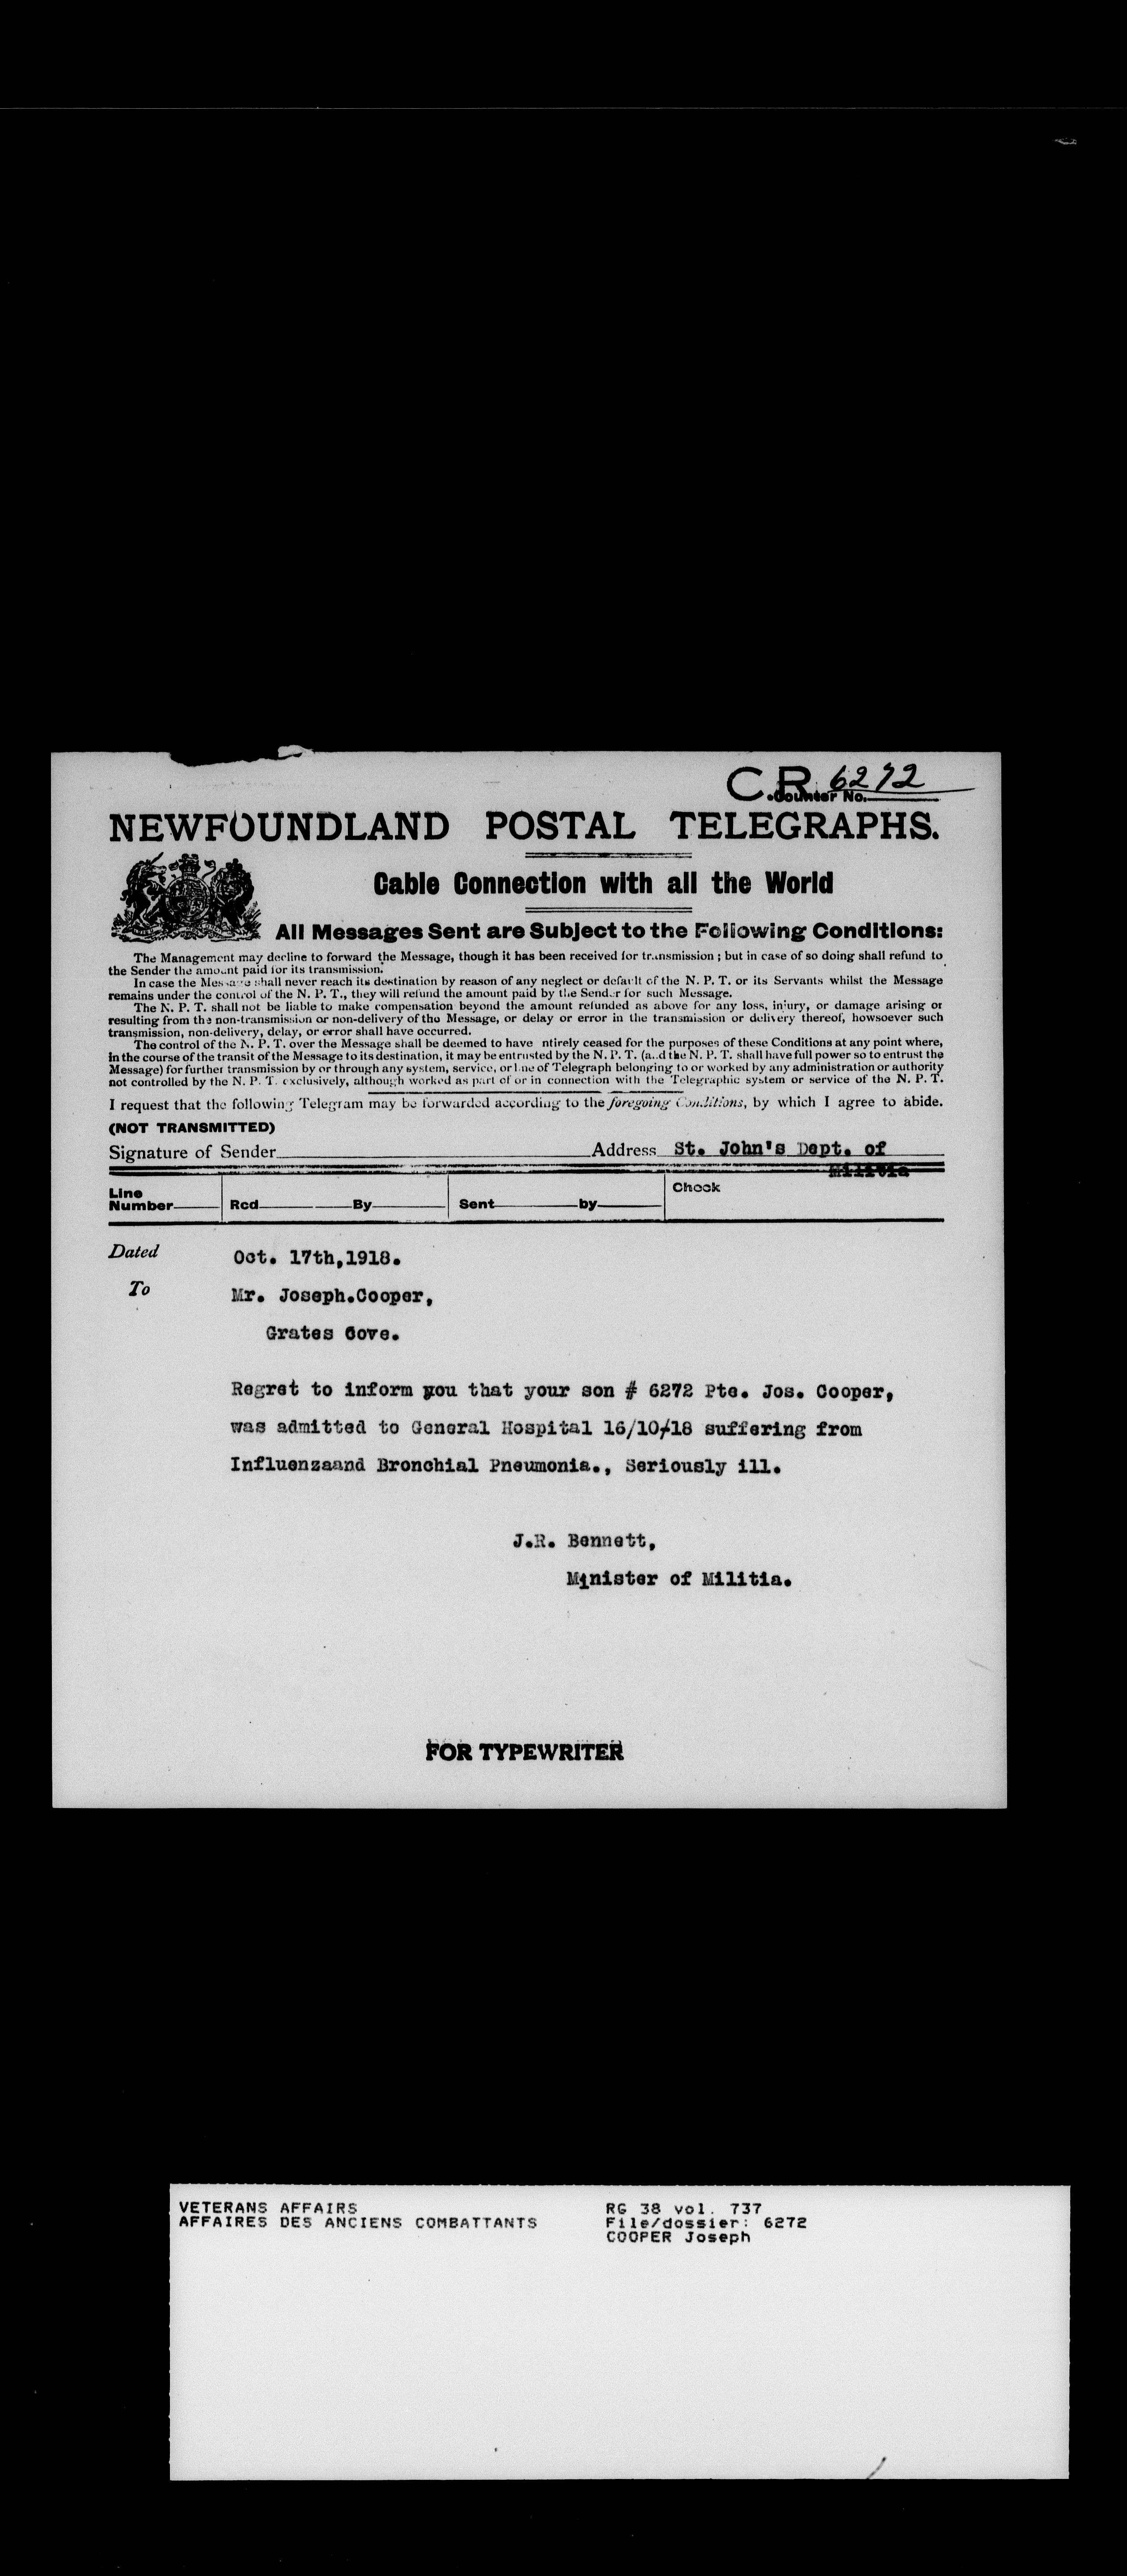 C.R. 6272
Counter No.
NEWFOUNDLAND POSTAL TELEGRAPHS.
Cable Connection with all the World
All Messages Sent are Subject to the Following Conditions:
The Management may decline to forward the Message, though it has been received for transmission; but in case of so doing shall refund to
the Sender the amount paid for its transmission.
In case the Message shall never reach its destination by reason of any neglect or default of the N. P. T. or its Servants whilst the Message
remains under the control of the N. P. T., they will refund the amount paid by the Sender for such Message.
The N. P. T. shall not be liable to make compensation beyond the amount refunded as above for any loss, injury, or damage arising or
resulting from the non-transmission or non-delivery of the Message, or delay or error in the transmission or delivery thereof, howsoever such
transmission, non-delivery, delay, or error shall have occurred.
The control of the N. P. T. over the Message shall be deemed to have ntirely ceased for the purposes of these Conditions at any point where,
in the course of the transit of the Message to its destination, it may be entrusted by the N. P. T. (and the N. P. T. shall have full power so to entrust the
Message) for further transmission by or through any system, service, or line of Telegraph belonging to or worked by any administration or authority
not controlled by the N. P. T. exclusively, although worked as part of or in connection with the Telegraphic system or service of the N. P. T.
I request that the following Telegram may be forwarded according to the foregoing Conditions, by which I agree to abide.
(NOT TRANSMITTED)
Signature of Sender Address St. John's Dept. of
Militia
Line
Number Rcd. By Sent by Check
Dated Oct. 17th,1918.
To Mr. Joseph.Cooper,
Grates Cove.
Regret to inform you that your son # 6272 Pte. Jos. Cooper,
was admitted to General Hospital 16/10/18 suffering from
Influenzaand Bronchial Pneumonia., Seriously ill.
J.R. Bennett,
Minister of Militia.
FOR TYPEWRITER
VETERANS AFFAIRS RG 38 vol. 737
AFFAIRES DES ANCIENS COMBATTANTS File/dossier: 6272
COOPER Joseph